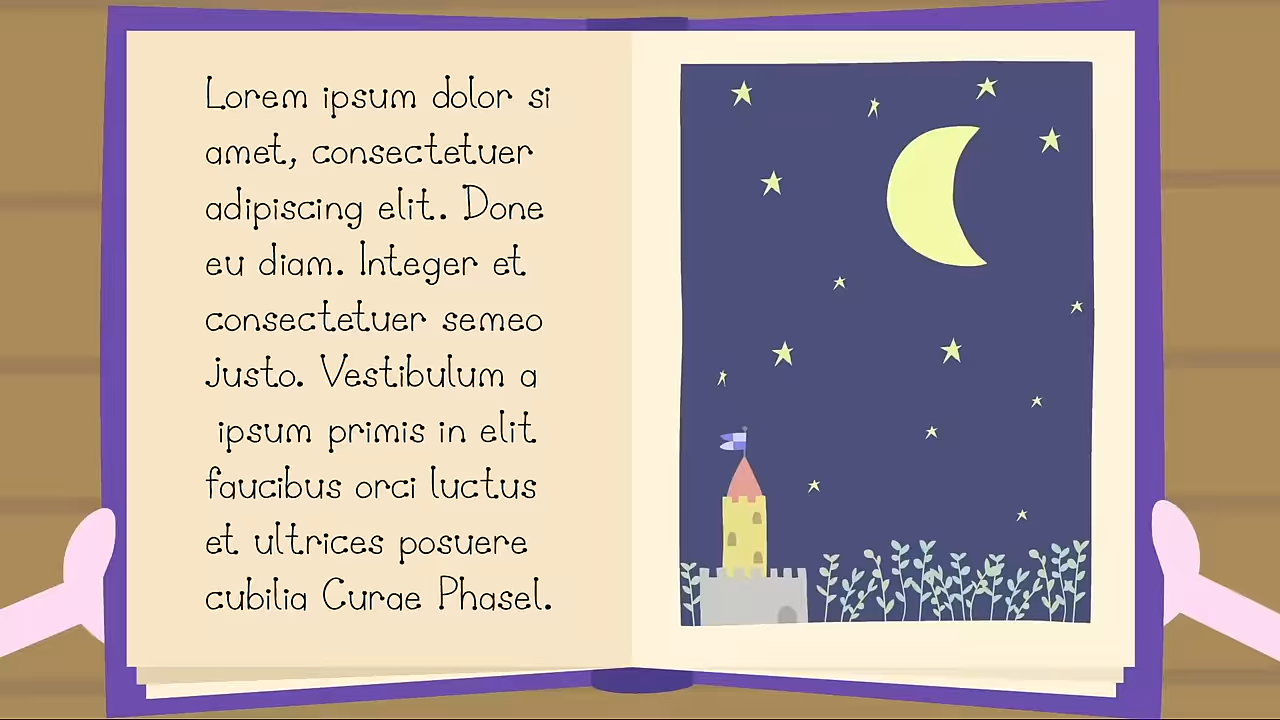 Lorem ipsum dolor si
amet, consectetuer
adipiscing elit. Done
eu diam. Integer et
consectetuer semeo
justo. Vestibulum a
ipsum primis in elit
faucibus orci luctus
et ultrices posuere
cubilia Curae Phasel.